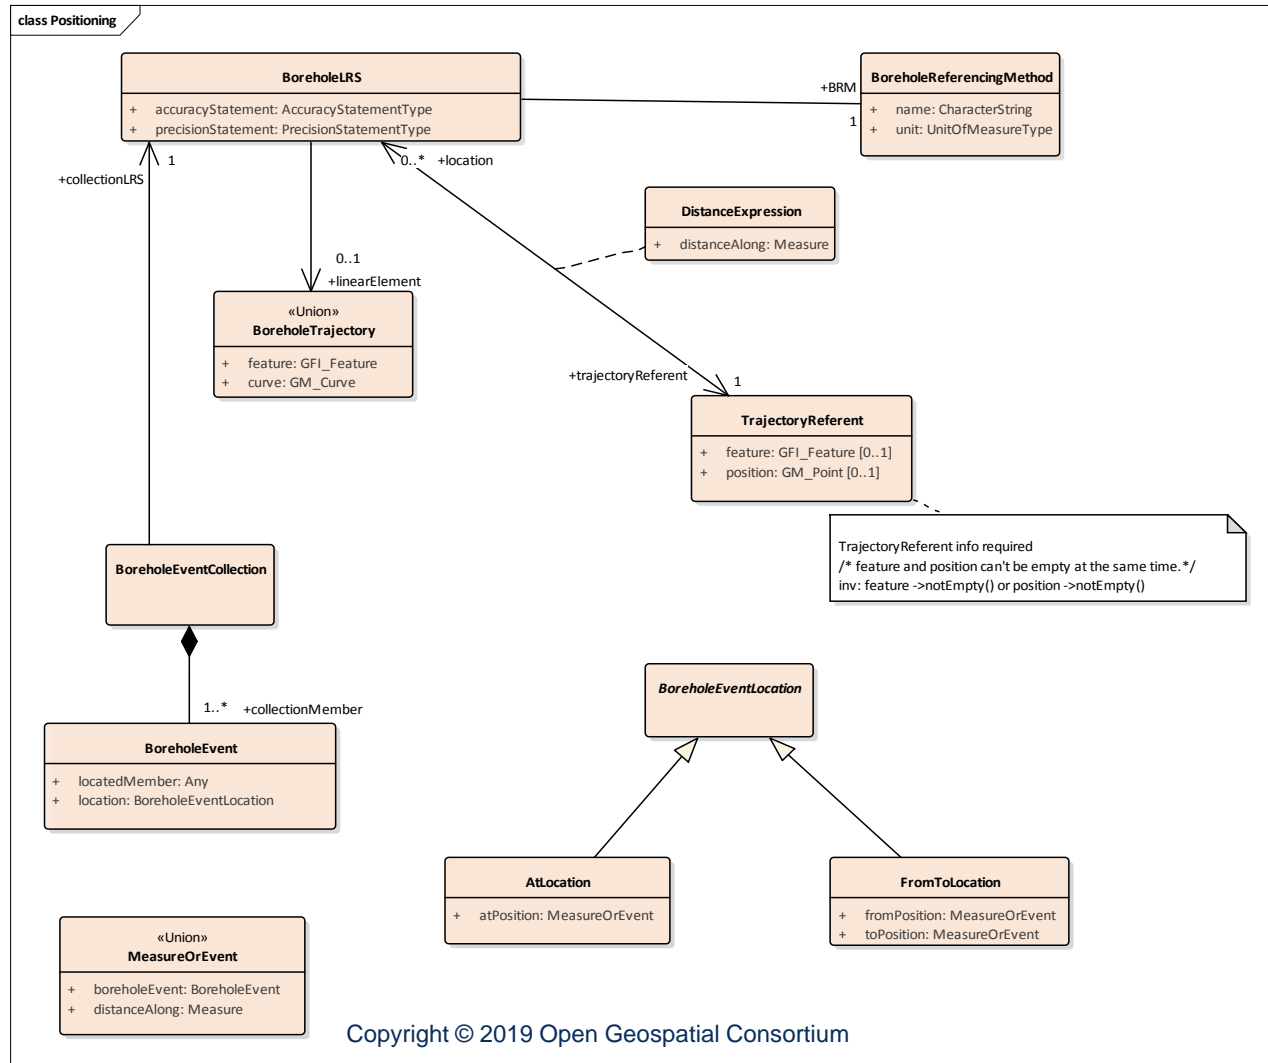 class Positioning
BoreholeLRS
+ accuracyStatement: AccuracyStatementType
+ precisionStatement: PrecisionStatementType
+BRM
1
BoreholeReferencingMethod
+ name: CharacterString
+ unit: UnitOfMeasureType
1
+collectionLRS
0..* +location
DistanceExpression
+ distanceAlong: Measure
0..1
+linearElement
«Union»
BoreholeTrajectory
+ feature: GFI_Feature
+ curve: GM_Curve
+trajectoryReferent
1
TrajectoryReferent
+ feature: GFI_Feature [0..1]
+ position: GM_Point [0..1]
TrajectoryReferent info required
/* feature and position can't be empty at the same time.*/
inv: feature ->notEmpty() or position ->notEmpty()
BoreholeEventCollection
1..* +collectionMember
BoreholeEvent
+ locatedMember: Any
+ location: BoreholeEventLocation
BoreholeEventLocation
AtLocation
+ atPosition: MeasureOrEvent
FromToLocation
+ fromPosition: MeasureOrEvent
+ toPosition: MeasureOrEvent
«Union»
MeasureOrEvent
+ boreholeEvent: BoreholeEvent
+ distanceAlong: Measure
Copyright © 2019 Open Geospatial Consortium